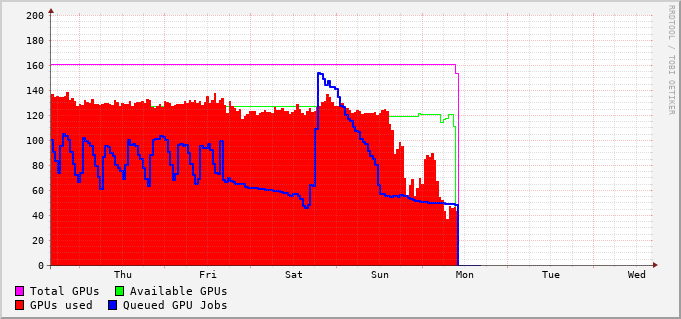 200
180
160
140
120
100
80
60
40
20
0
Thu Fri Sat Sun Mon Tue Wed
Total GPUs Available GPUs
GPUs used Queued GPU Jobs
RRDTOOL / TOBI OETIKER